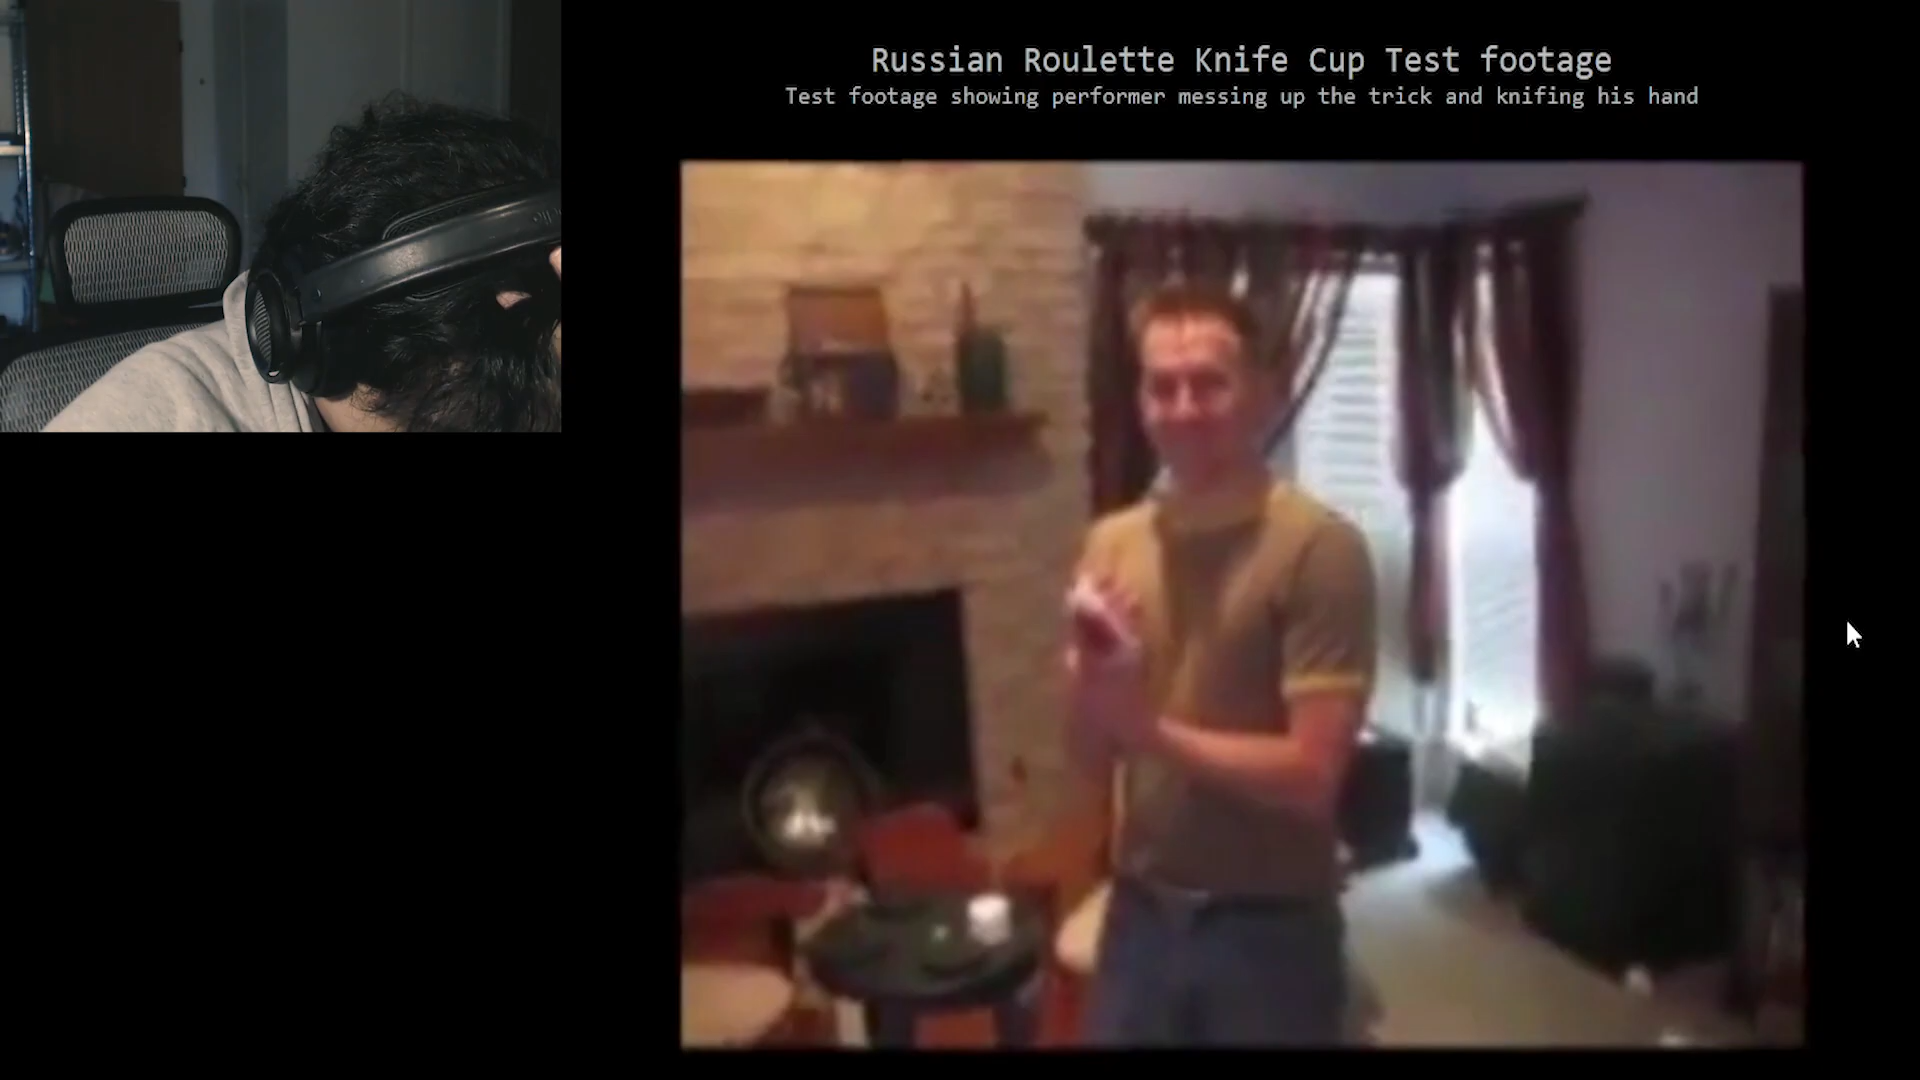 Russian Roulette Knife Cup Test footage
Test footage showing performer messing up the trick and knifing his hand